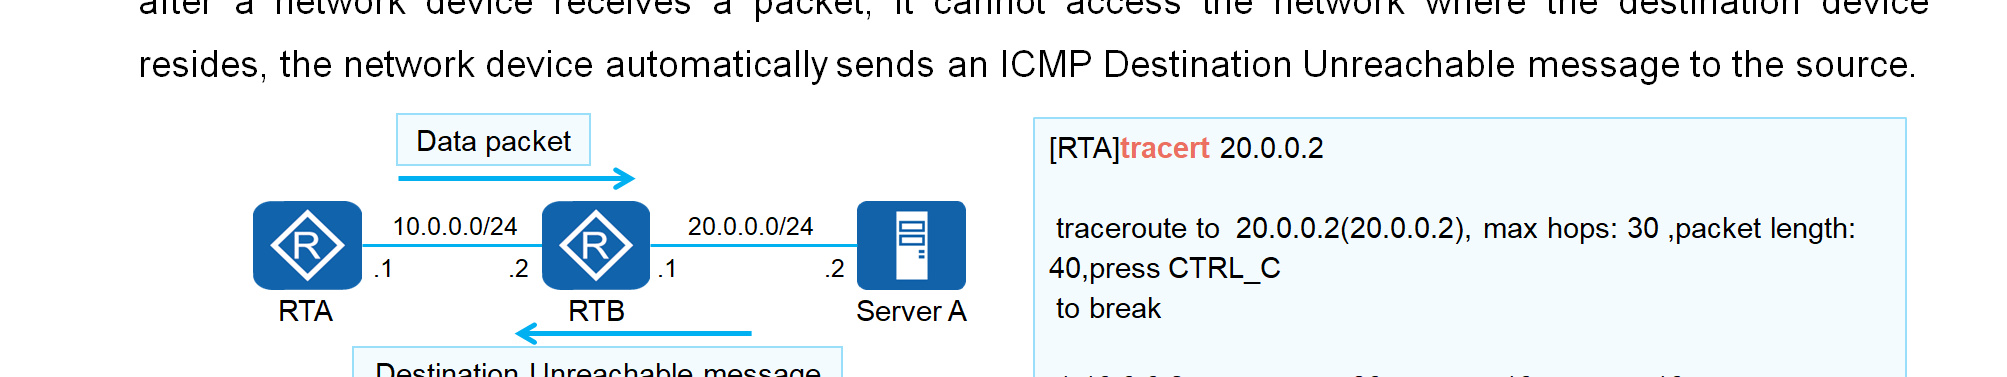 after a network device receives a packet, it cannot access the network where the destination device
resides, the network device automatically sends an ICMP Destination Unreachable message to the source.
Data packet
10.0.0.0/24
20.0.0.0/24
.1
.2
.1
.2
RTA
RTB
Server A
Destination Unreachable message
[RTA]tracert 20.0.0.2
traceroute to 20.0.0.2(20.0.0.2), max hops: 30 ,packet length:
40,press CTRL_C
to break